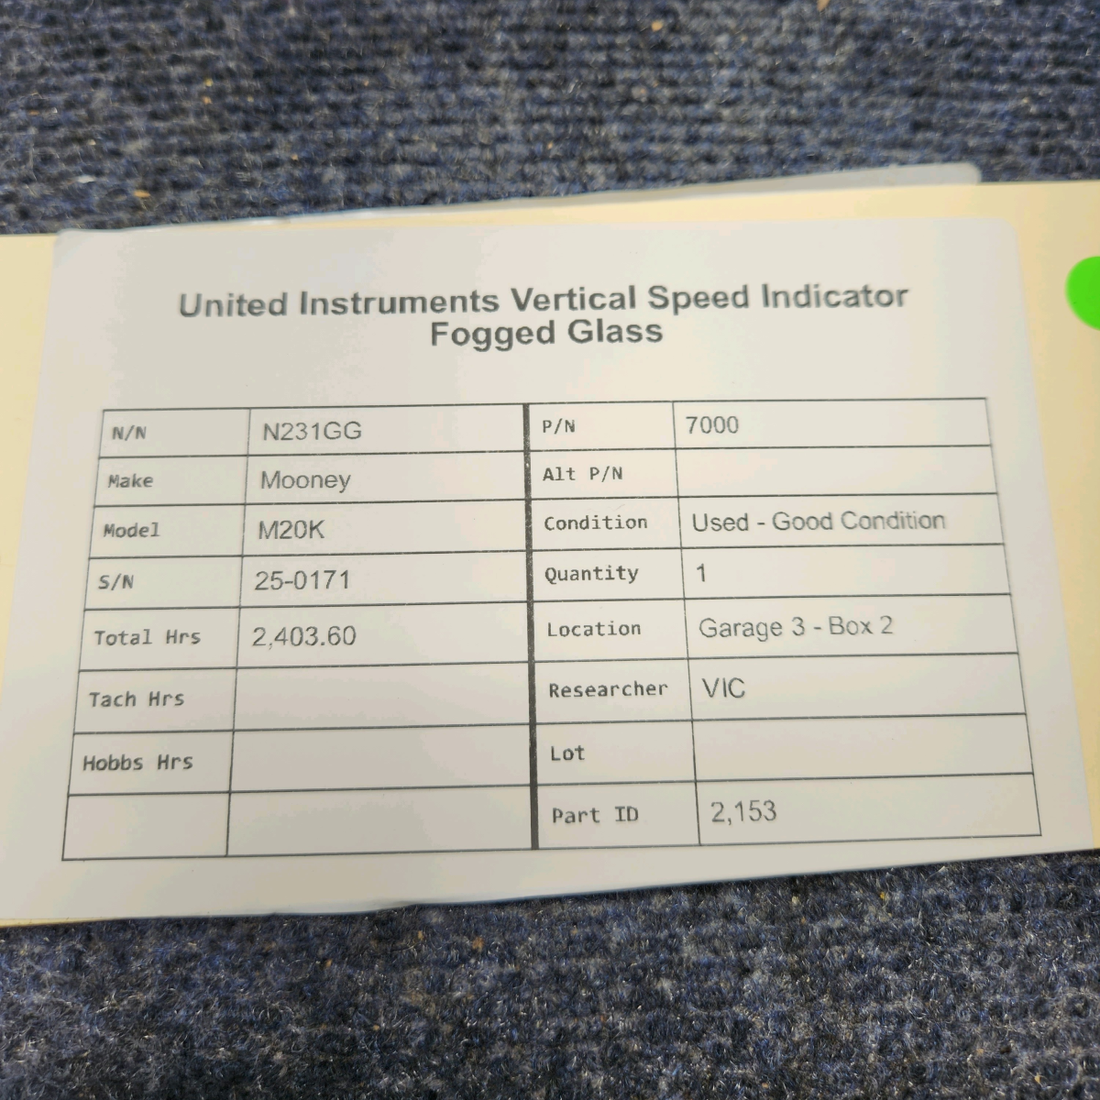 United Instruments Vertical Speed Indicator
Fogged Glass
N/N N231GG P/N 7000
Make Mooney Alt P/N
Model M20K Condition Used - Good Condition
S/N 25-0171 Quantity 1
Total Hrs 2,403.60 Location Garage 3 - Box 2
Tach Hrs Researcher VIC
Hobbs Hrs Lot
Part ID 2,153